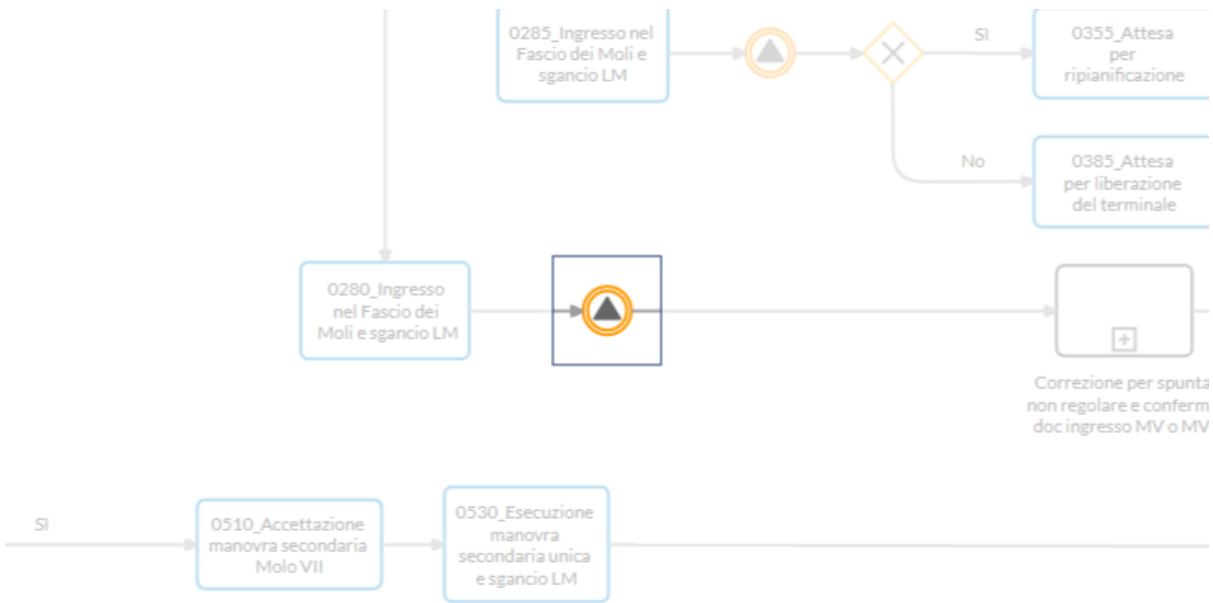 0285_Ingresso nel
Fascio dei Moli e
sgancio LM
SI
0355_Attesa
per
ripianificazione
No
0385_Attesa
per liberazione
del terminale
0280_Ingresso
nel Fascio dei
Moli e sgancio LM
Correzione per spunta
non regolare e conferm
doc ingresso MV o MV
SI
0510_Accettazione
manovra secondaria
Molo VII
0530_Esecuzione
manovra
secondaria unica
e sgancio LM